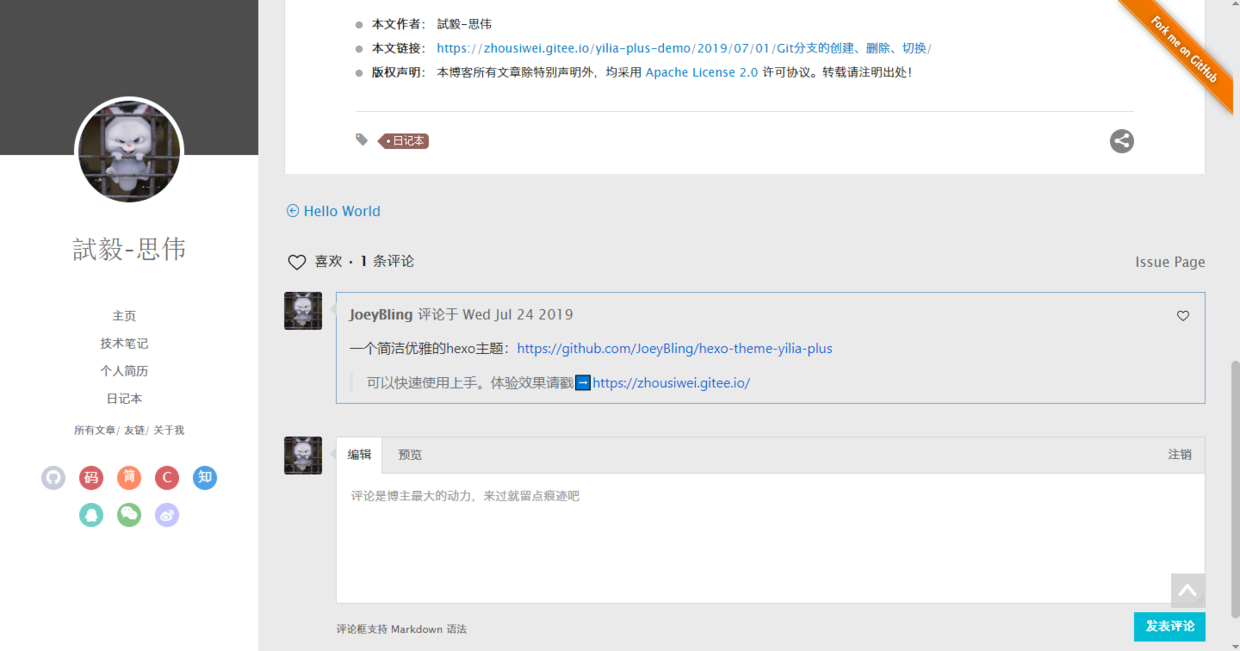 本文作者： 試毅-思伟
本文链接： https://zhousiwei.gitee.io/yilia-plus-demo/2019/07/01/Git分支的创建、删除、切换/
版权声明： 本博客所有文章除特别声明外，均采用 Apache License 2.0 许可协议。转载请注明出处！
Fork me on GitHub
日记本
Hello World
試毅-思伟
主页
技术笔记
个人简历
日记本
所有文章/ 友链/ 关于我
码 简 C 知
喜欢 • 1 条评论
Issue Page
JoeyBling 评论于 Wed Jul 24 2019
一个简洁优雅的hexo主题：https://github.com/JoeyBling/hexo-theme-yilia-plus
可以快速使用上手。体验效果请戳➡https://zhousiwei.gitee.io/
编辑 预览 注销
评论是博主最大的动力，来过就留点痕迹吧
评论框支持 Markdown 语法
发表评论